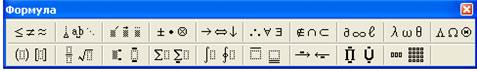 Формула
≤ ≠ ≈ ± • ⊗ → ⇔ ↓ ∴ ∀ ∃ ∉ ∩ ⊂ ∂ ∞ ℓ λ ω θ Λ Ω Θ